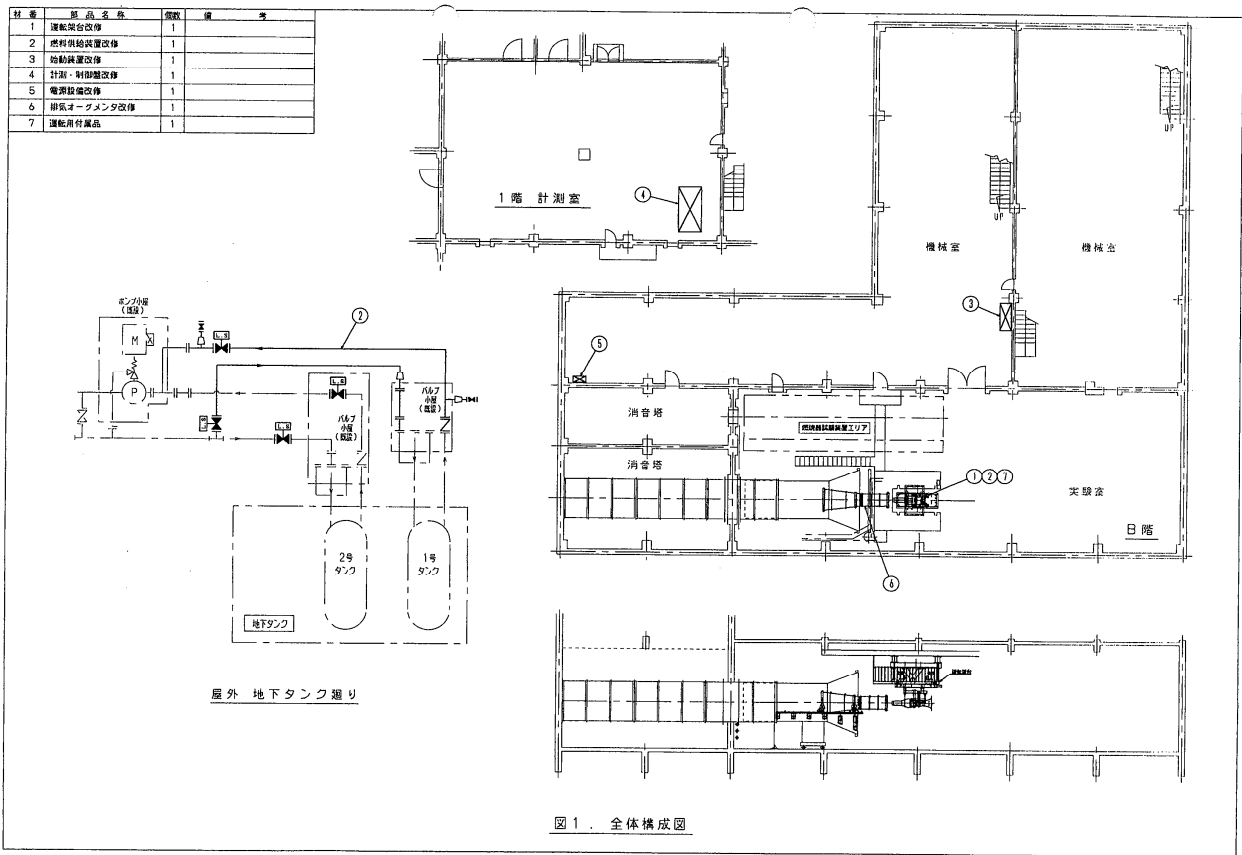 材番 部品名称 個数 備考
1 運転架台改修 1
2 燃料供給装置改修 1
3 始動装置改修 1
4 計測・制御盤改修 1
5 電源設備改修 1
6 排気オーグメンタ改修 1
7 運転用付属品 1
1階 計測室
4
UP
UP
機械室
機械室
3
ポンプ小屋
(既設)
M
P
L.S
2
L.S
バルブ
小屋
(既設)
バルブ
小屋
(既設)
L.S
5
消音塔
消音塔
燃焼器試験装置エリア
1 2 7
実験室
B階
6
2号
タンク
1号
タンク
地下タンク
屋外 地下タンク廻り
運転架台
図1. 全体構成図